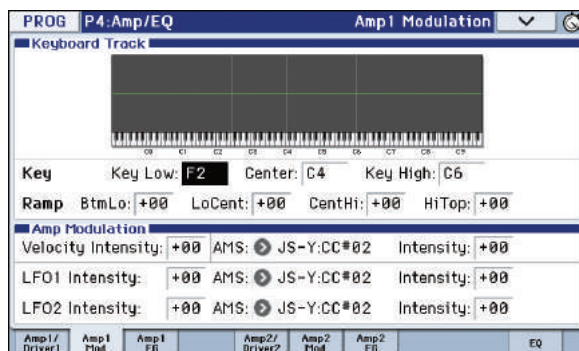 PROG P4:Amp/EQ Amp1 Modulation
Keyboard Track
C0 C1 C2 C3 C4 C5 C6 C7 C8 C9
Key Key Low: F2 Center: C4 Key High: C6
Ramp BtmLo: +00 LoCent: +00 CentHi: +00 HiTop: +00
Amp Modulation
Velocity Intensity: +00 AMS: JS-Y:CC#02 Intensity: +00
LFO1 Intensity: +00 AMS: JS-Y:CC#02 Intensity: +00
LFO2 Intensity: +00 AMS: JS-Y:CC#02 Intensity: +00
Amp1/ Amp1 Amp1 Amp2/ Amp2 Amp2 EQ
Driver1 Mod EG Driver2 Mod EG